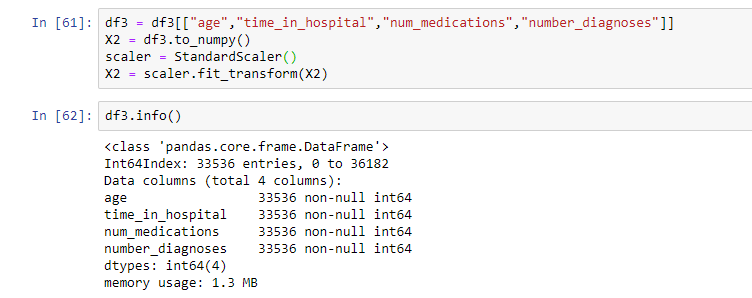 In [61]: df3 = df3[["age","time_in_hospital","num_medications","number_diagnoses"]]
X2 = df3.to_numpy()
scaler = StandardScaler()
X2 = scaler.fit_transform(X2)
In [62]: df3.info()
<class 'pandas.core.frame.DataFrame'>
Int64Index: 33536 entries, 0 to 36182
Data columns (total 4 columns):
age                 33536 non-null int64
time_in_hospital    33536 non-null int64
num_medications     33536 non-null int64
number_diagnoses    33536 non-null int64
dtypes: int64(4)
memory usage: 1.3 MB